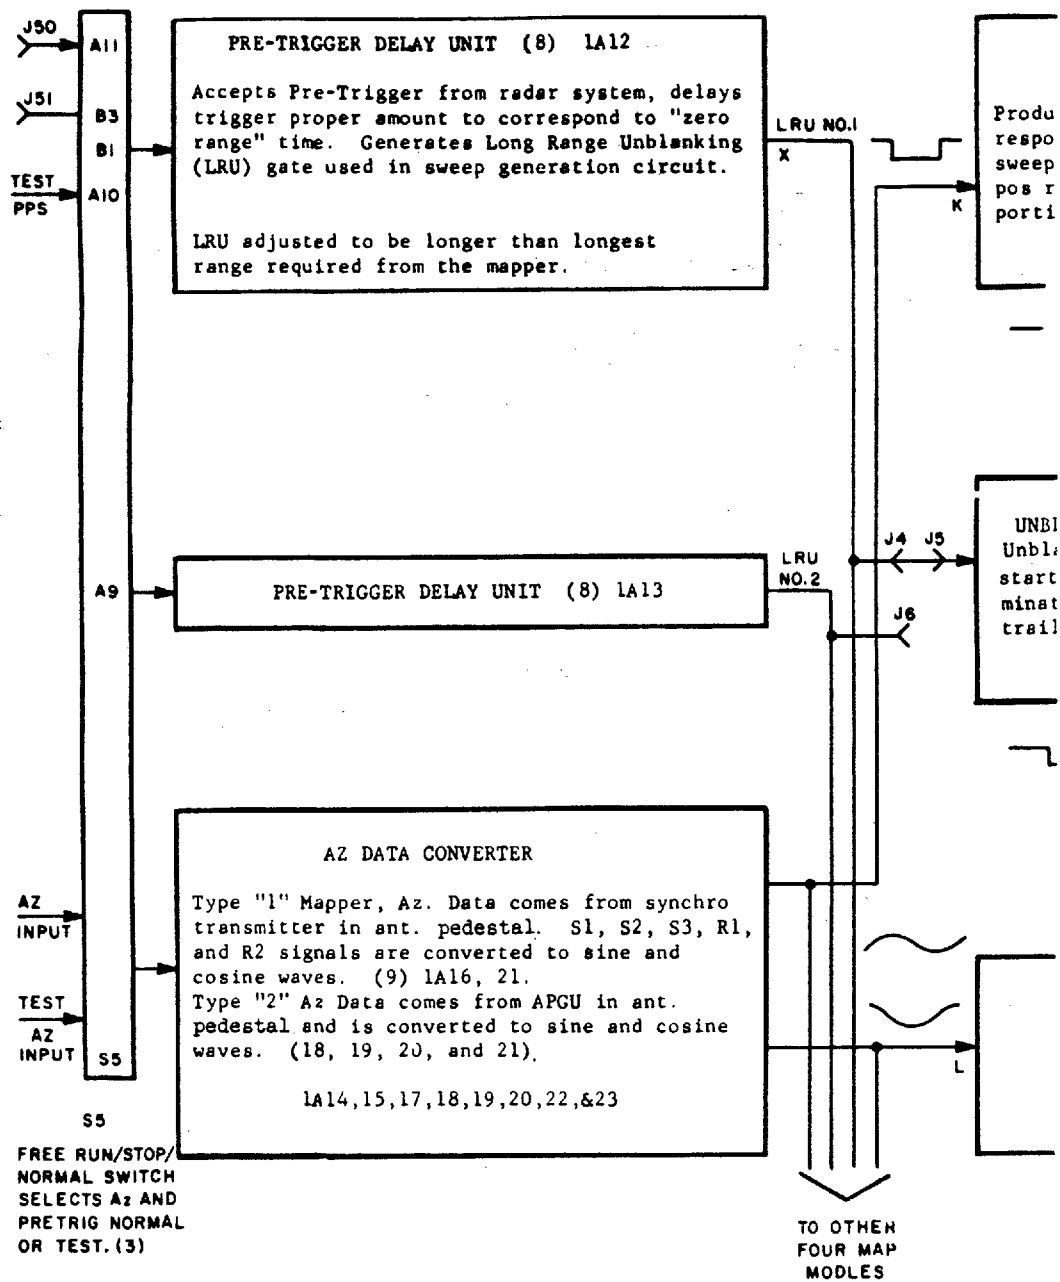 J50
A11
J51
B3
B1
TEST
PPS
A10
PRE-TRIGGER DELAY UNIT (8) 1A12
Accepts Pre-Trigger from radar system, delays
trigger proper amount to correspond to "zero
range" time. Generates Long Range Unblanking
(LRU) gate used in sweep generation circuit.
LRU adjusted to be longer than longest
range required from the mapper.
LRU NO.1
X
K
Produ
respo
sweep
pos r
porti
A9
PRE-TRIGGER DELAY UNIT (8) 1A13
LRU
NO.2
J4 J5
J6
UNBL
Unbla
start
minat
trail
AZ
INPUT
TEST
AZ
INPUT
S5
AZ DATA CONVERTER
Type "1" Mapper, Az. Data comes from synchro
transmitter in ant. pedestal. S1, S2, S3, R1,
and R2 signals are converted to sine and
cosine waves. (9) 1A16, 21.
Type "2" Az Data comes from APGU in ant.
pedestal and is converted to sine and cosine
waves. (18, 19, 20, and 21).
1A14,15,17,18,19,20,22,&23
L
S5
FREE RUN/STOP/
NORMAL SWITCH
SELECTS Az AND
PRETRIG NORMAL
OR TEST. (3)
TO OTHER
FOUR MAP
MODLES